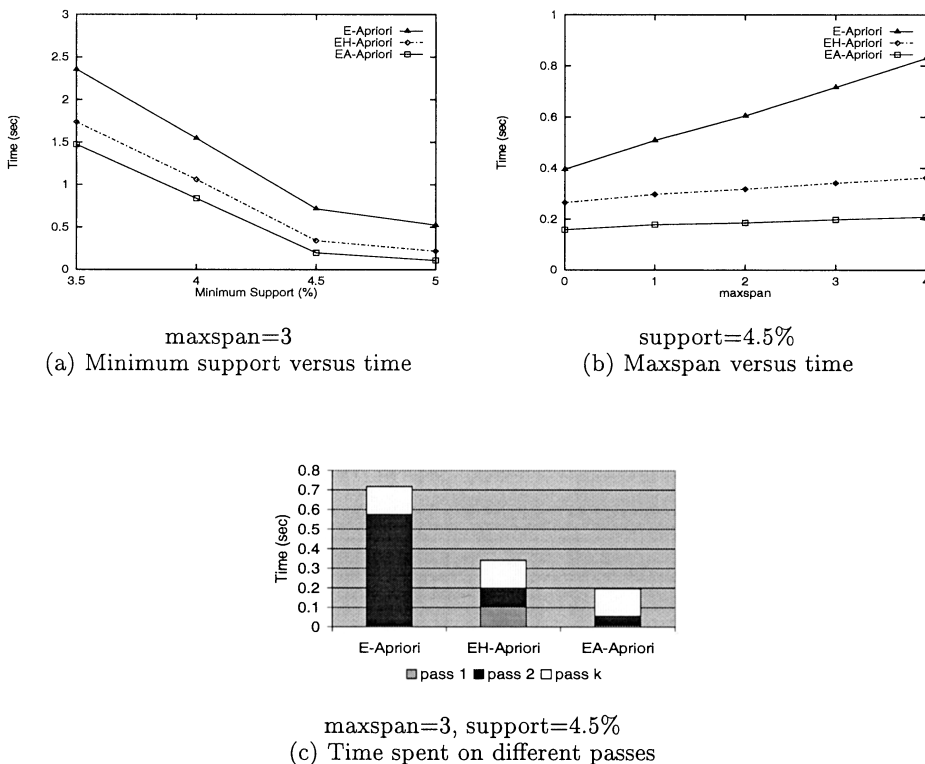 E-Apriori
EH-Apriori
EA-Apriori
3
2.5
2
1.5
1
0.5
0
Time (sec)
3.5 4 4.5 5
Minimum Support (%)
maxspan=3
(a) Minimum support versus time
E-Apriori
EH-Apriori
EA-Apriori
1
0.8
0.6
0.4
0.2
0
Time (sec)
0 1 2 3 4
maxspan
support=4.5%
(b) Maxspan versus time
0.8
0.7
0.6
0.5
0.4
0.3
0.2
0.1
0
Time (sec)
E-Apriori EH-Apriori EA-Apriori
pass 1 pass 2 pass k
maxspan=3, support=4.5%
(c) Time spent on different passes